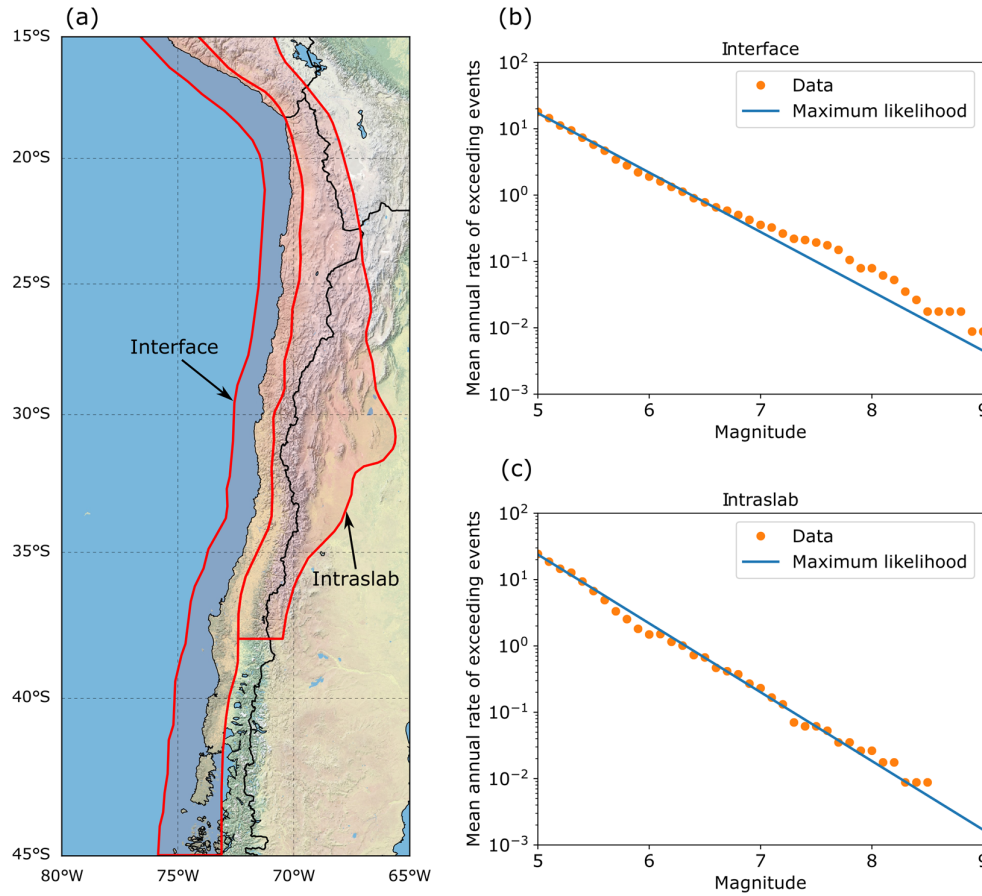 (a)
15°S
20°S
25°S
30°S
35°S
40°S
45°S
80°W 75°W 70°W 65°W
Interface
Intraslab
(b)
Interface
Mean annual rate of exceeding events
10²
10¹
10⁰
10⁻¹
10⁻²
10⁻³
Data
Maximum likelihood
5 6 7 8 9
Magnitude
(c)
Intraslab
Mean annual rate of exceeding events
10²
10¹
10⁰
10⁻¹
10⁻²
10⁻³
Data
Maximum likelihood
5 6 7 8 9
Magnitude